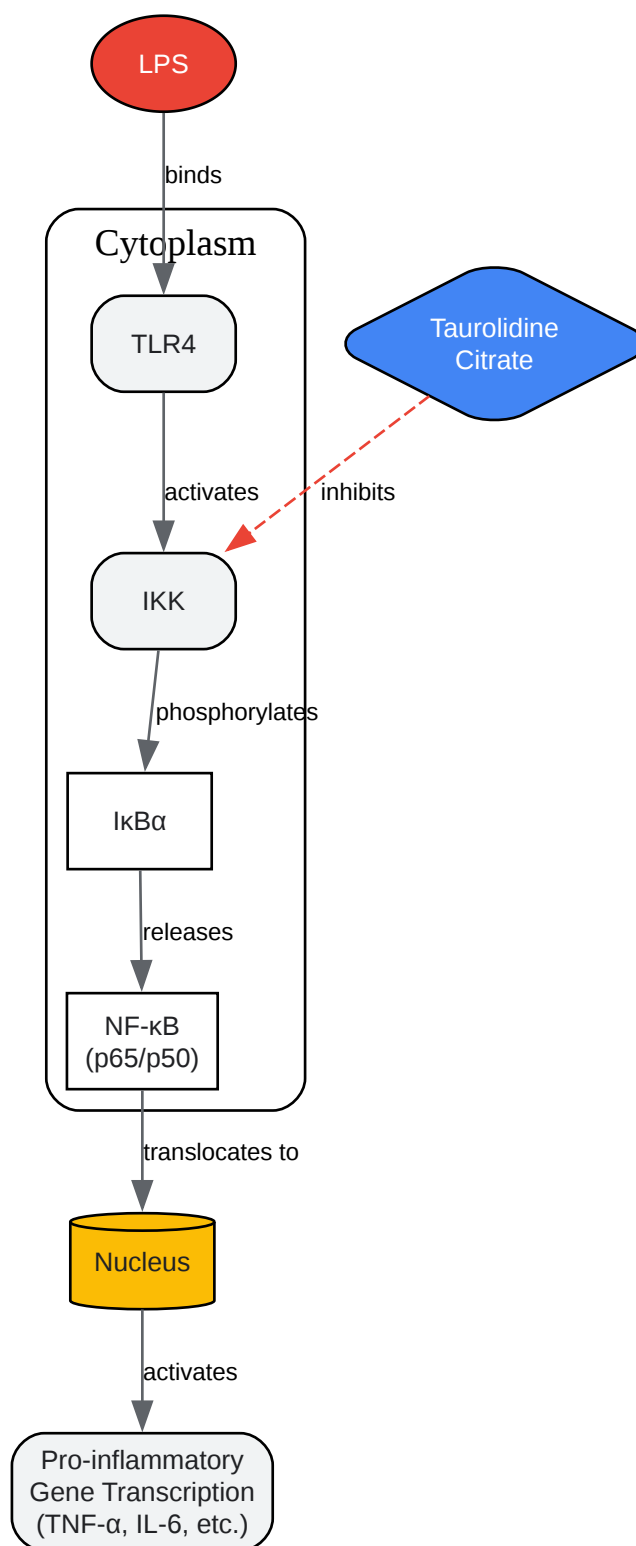 LPS
binds
Cytoplasm
TLR4
Taurolidine
Citrate
activates
inhibits
IKK
phosphorylates
IκBα
releases
NF-κB
(p65/p50)
translocates to
Nucleus
activates
Pro-inflammatory
Gene Transcription
(TNF-α, IL-6, etc.)